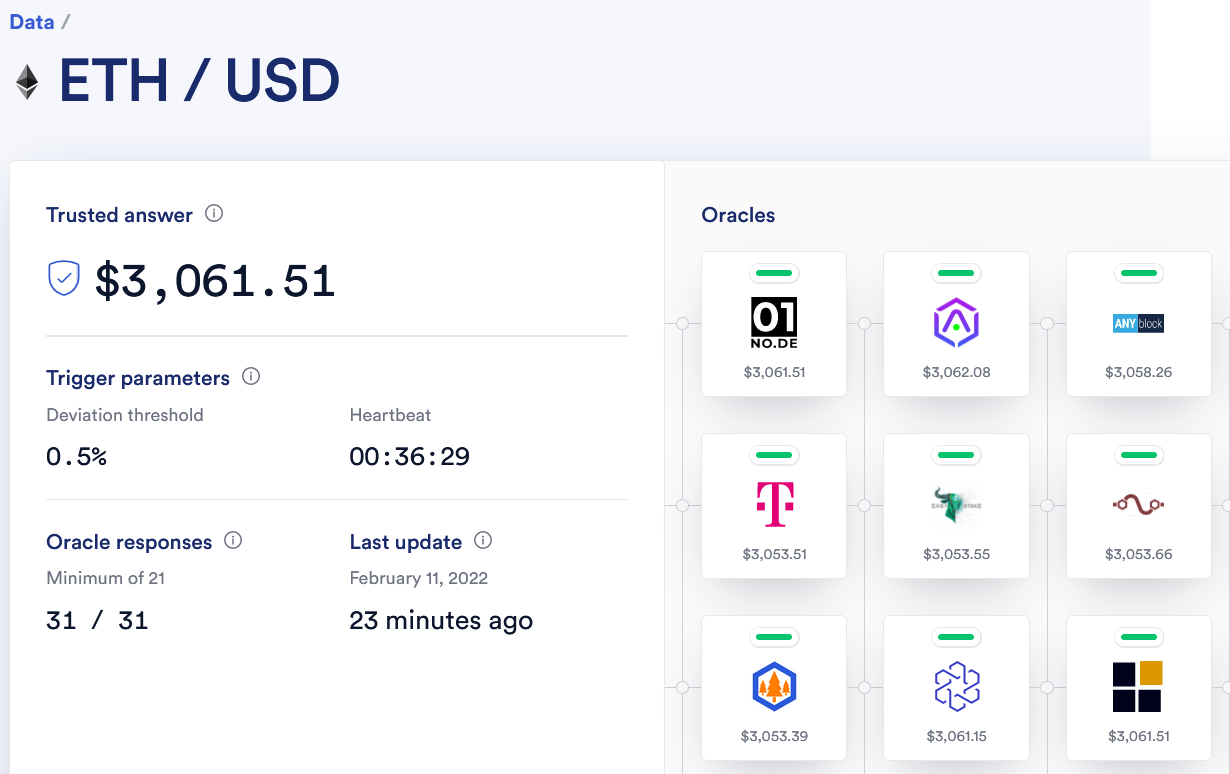 Data /
ETH / USD
Trusted answer
$3,061.51
Trigger parameters
Deviation threshold
Heartbeat
0.5%
00:36:29
Oracle responses
Last update
Minimum of 21
February 11, 2022
31 / 31
23 minutes ago
Oracles
01
NO.DE
ANY block
$3,061.51
$3,062.08
$3,058.26
T
$3,053.51
$3,053.55
$3,053.66
$3,053.39
$3,061.15
$3,061.51